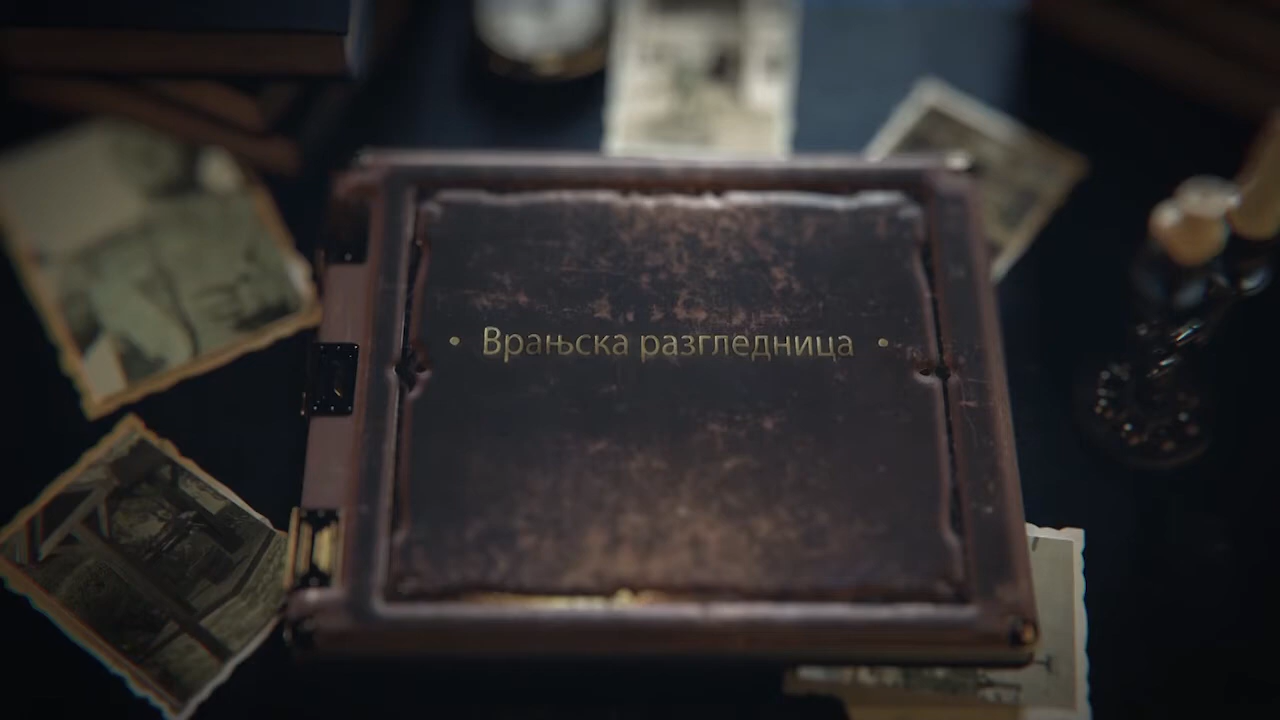 • Врањска разгледница •